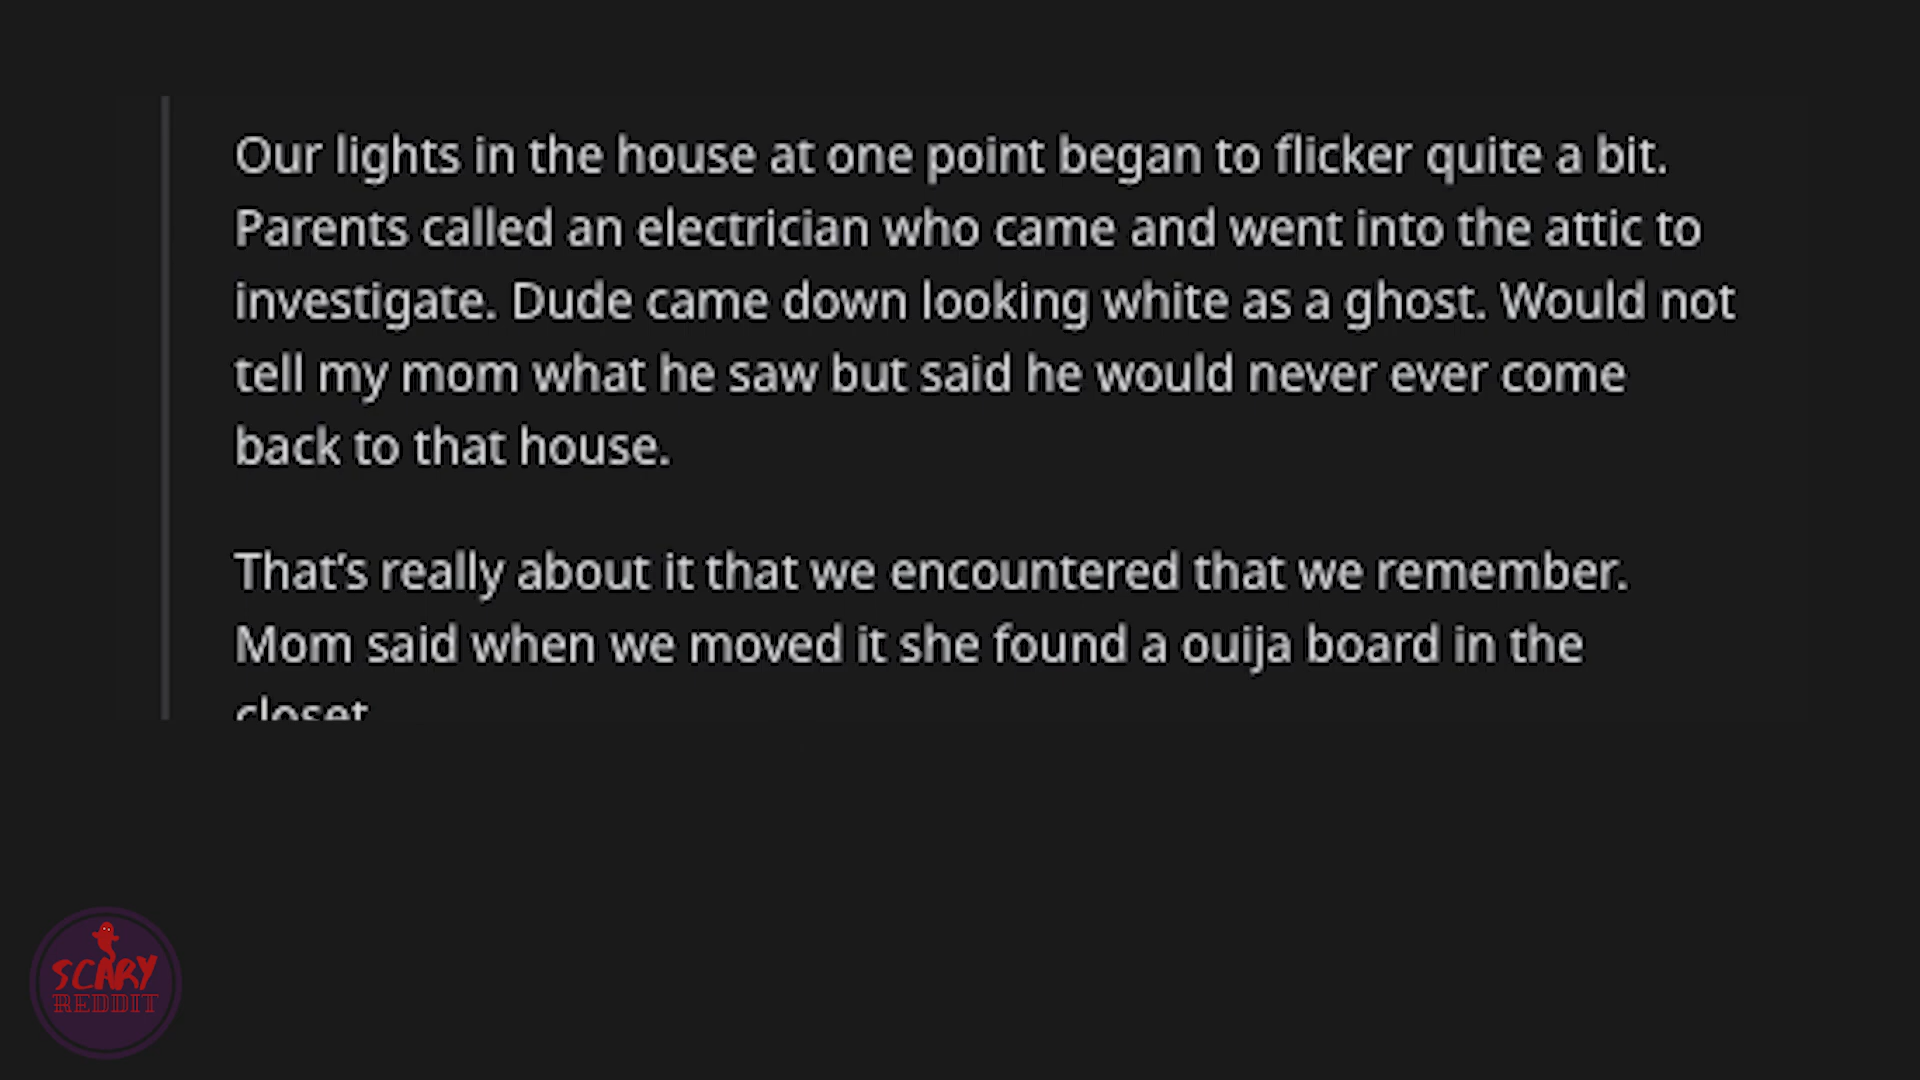 Our lights in the house at one point began to flicker quite a bit.
Parents called an electrician who came and went into the attic to
investigate. Dude came down looking white as a ghost. Would not
tell my mom what he saw but said he would never ever come
back to that house.
That's really about it that we encountered that we remember.
Mom said when we moved it she found a ouija board in the
closet
SCARY
REDDIT